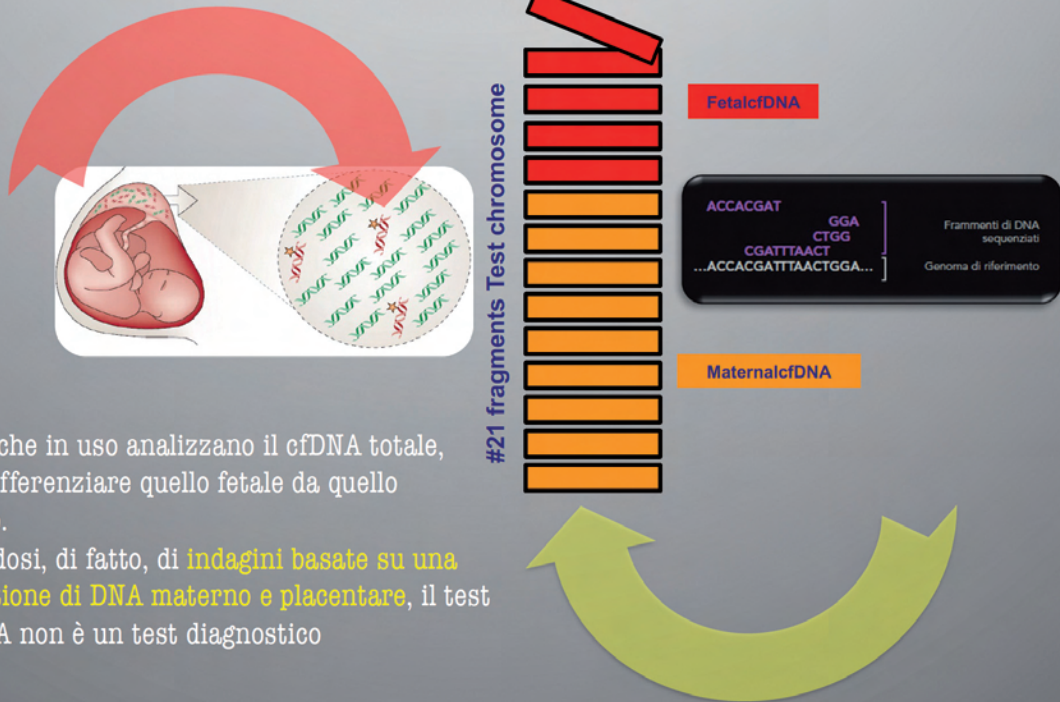 #21 fragments Test chromosome
FetalcfDNA
ACCACGAT
GGA
CTGG
CGATTTAACT
...ACCACGATTTAACTGGA...
Frammenti di DNA
sequenziati
Genoma di riferimento
MaternalcfDNA
che in uso analizzano il cfDNA totale,
fferenziare quello fetale da quello
.
dosi, di fatto, di indagini basate su una
ione di DNA materno e placentare, il test
A non è un test diagnostico